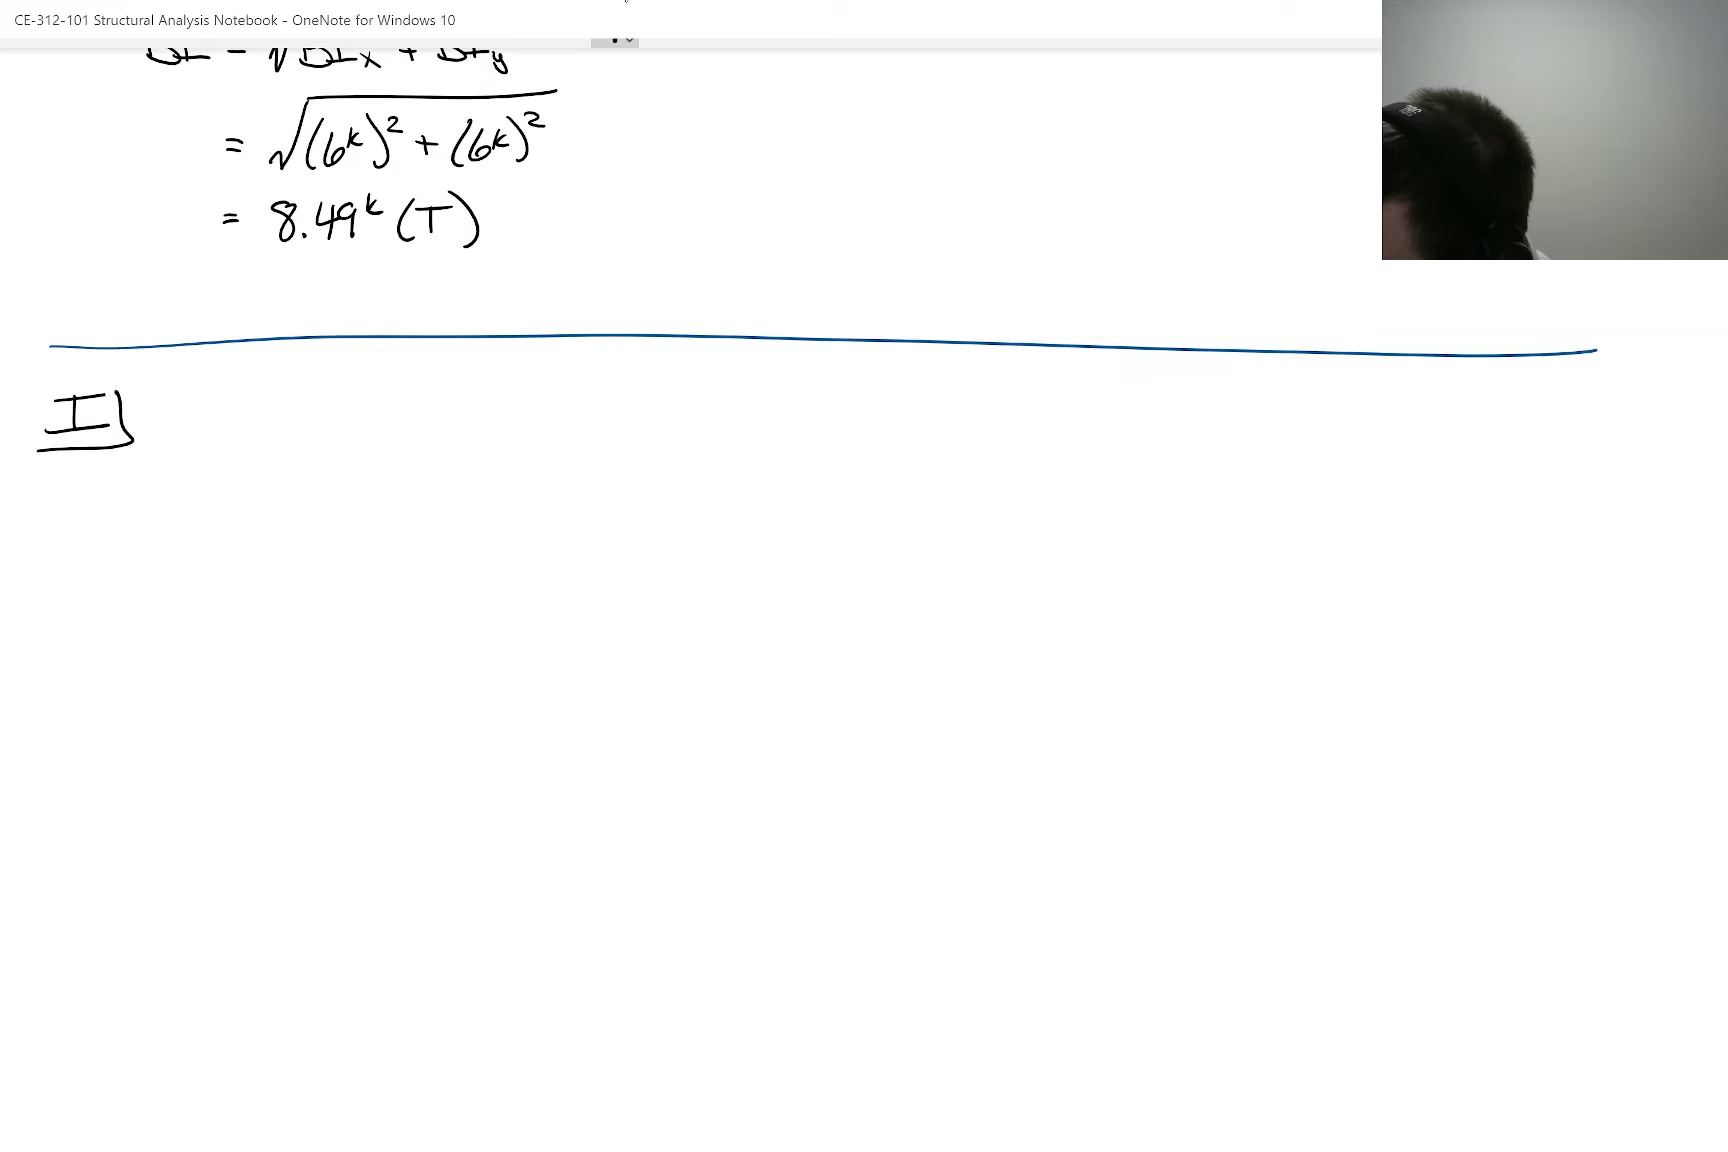 CE-312-101 Structural Analysis Notebook - OneNote for Windows 10
= √(6ᵏ)² + (6ᵏ)²
= 8.49ᵏ (T)
I)